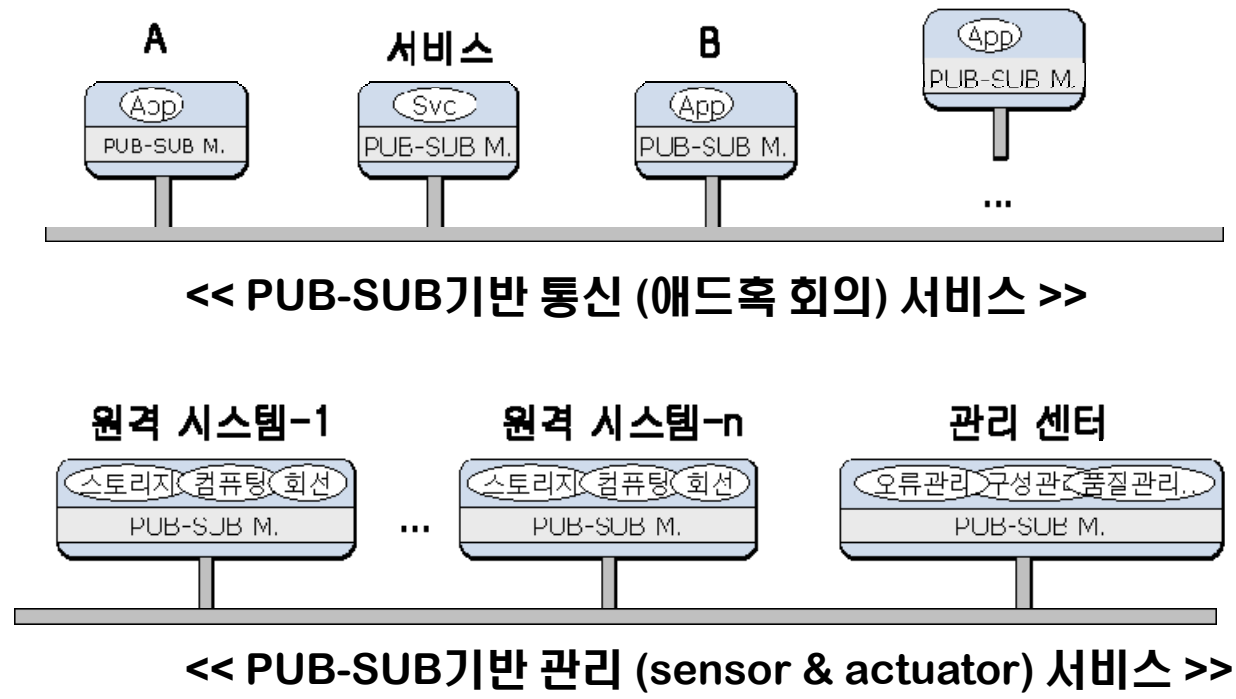 A 서비스 B App
App Svc App PUB-SUB M.
PUB-SUB M. PUB-SUB M. PUB-SUB M.
...
<< PUB-SUB기반 통신 (애드혹 회의) 서비스 >>
원격 시스템-1 원격 시스템-n 관리 센터
스토리지 컴퓨팅 회선 스토리지 컴퓨팅 회선 오류관리 구성관리 품질관리..
PUB-SUB M. ... PUB-SUB M. PUB-SUB M.
<< PUB-SUB기반 관리 (sensor & actuator) 서비스 >>